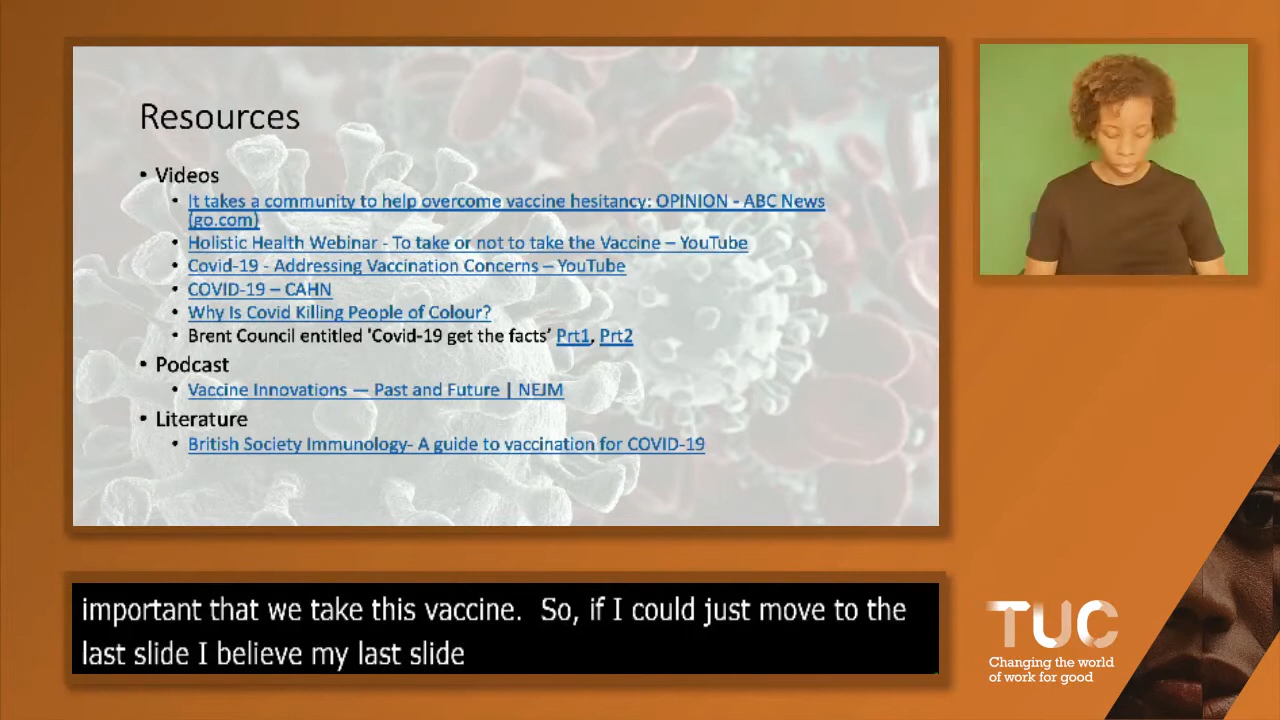 Resources
• Videos
• It takes a community to help overcome vaccine hesitancy: OPINION - ABC News
(go.com)
• Holistic Health Webinar - To take or not to take the Vaccine – YouTube
• Covid-19 - Addressing Vaccination Concerns – YouTube
• COVID-19 – CAHN
• Why Is Covid Killing People of Colour?
• Brent Council entitled 'Covid-19 get the facts’ Prt1, Prt2
• Podcast
• Vaccine Innovations — Past and Future | NEJM
• Literature
• British Society Immunology- A guide to vaccination for COVID-19
important that we take this vaccine.  So, if I could just move to the
last slide I believe my last slide
TUC
Changing the world
of work for good